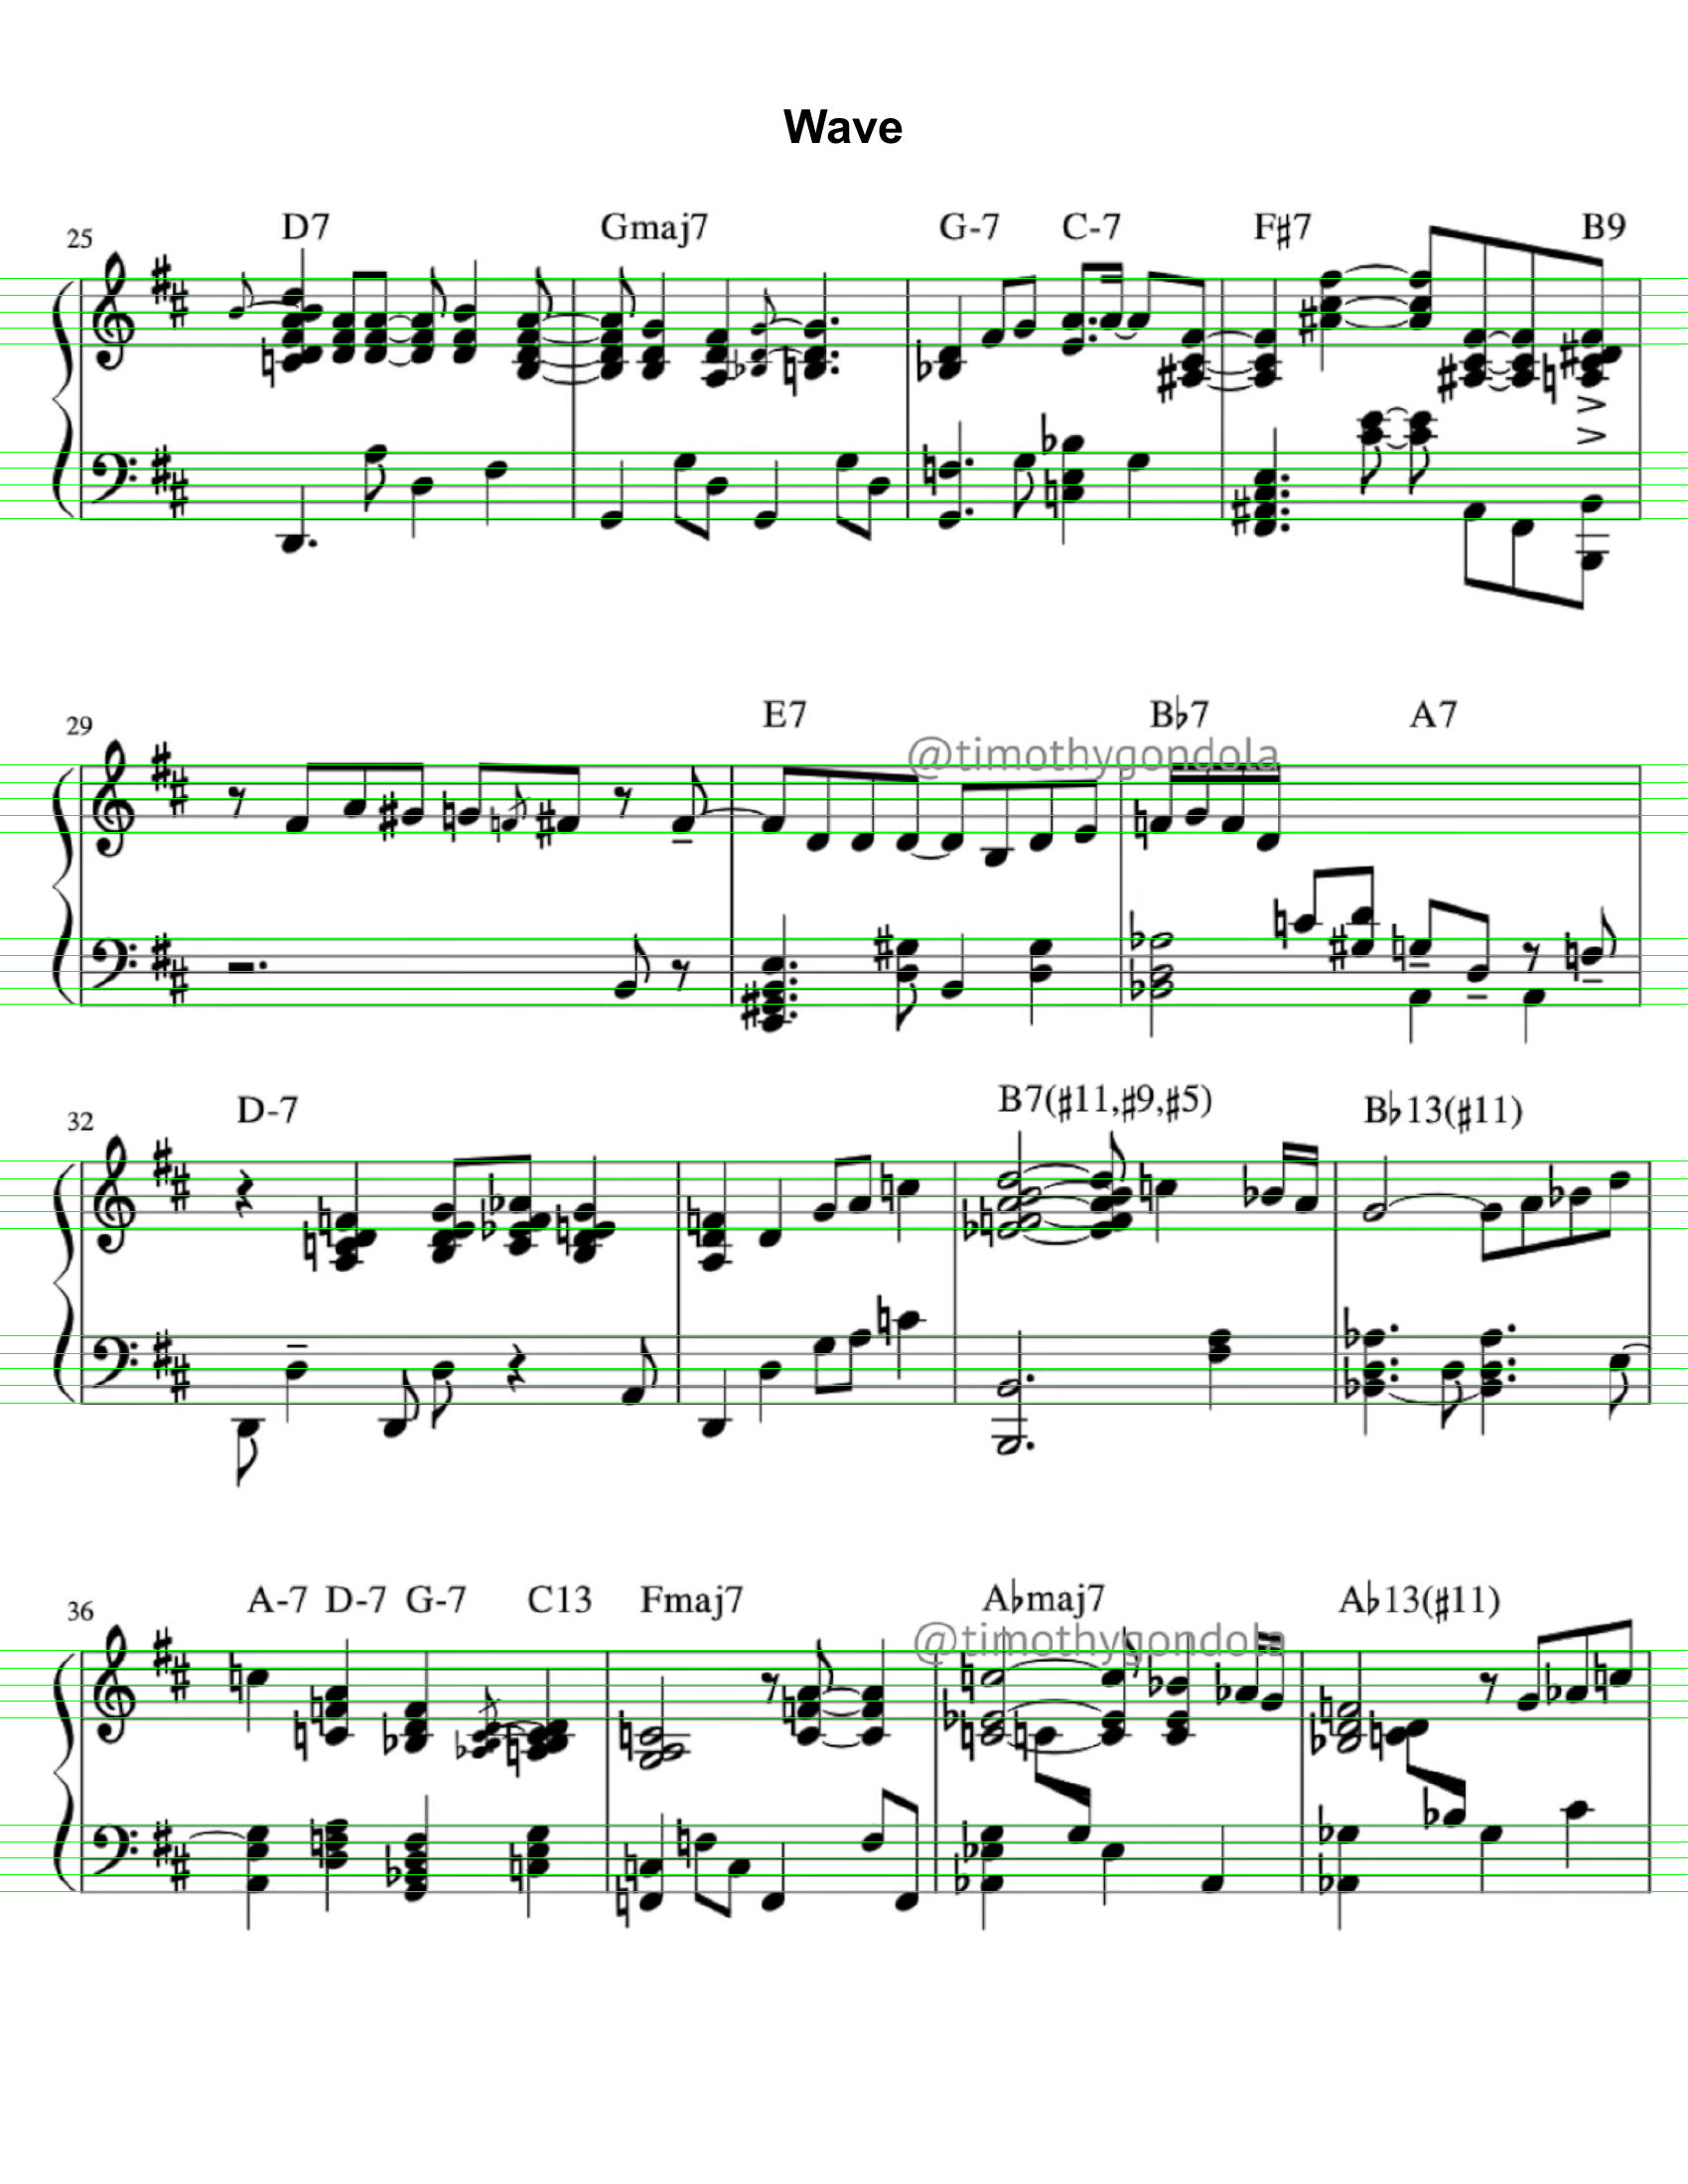 Wave
25 D7 Gmaj7 G-7 C-7 F#7 B9
29 E7 B♭7 A7
@timothygondola
32 D-7 B7(#11,#9,#5) B♭13(#11)
36 A-7 D-7 G-7 C13 Fmaj7 A♭maj7 A♭13(#11)
@timothygondola